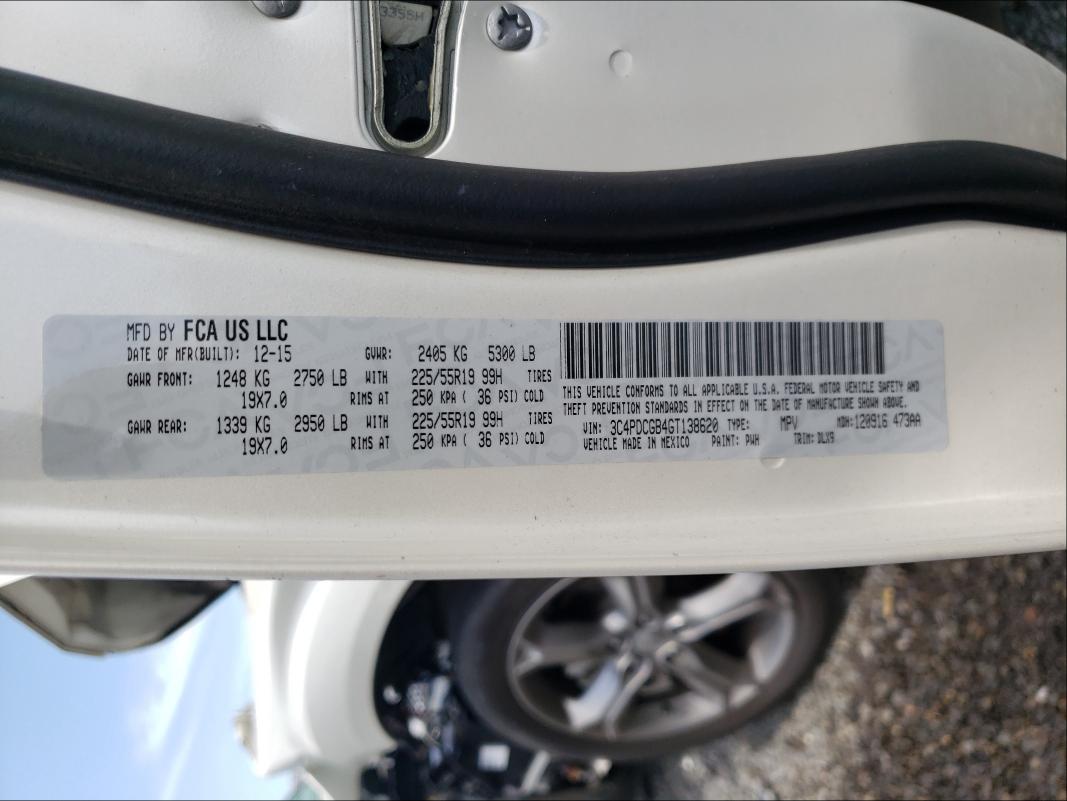 3355H
MFD BY FCA US LLC
DATE OF MFR(BUILT): 12-15 GVWR: 2405 KG 5300 LB
GAWR FRONT: 1248 KG 2750 LB WITH 225/55R19 99H TIRES
19X7.0 RIMS AT 250 KPA ( 36 PSI) COLD
GAWR REAR: 1339 KG 2950 LB WITH 225/55R19 99H TIRES
19X7.0 RIMS AT 250 KPA ( 36 PSI) COLD
THIS VEHICLE CONFORMS TO ALL APPLICABLE U.S.A. FEDERAL MOTOR VEHICLE SAFETY AND
THEFT PREVENTION STANDARDS IN EFFECT ON THE DATE OF MANUFACTURE SHOWN ABOVE.
VIN: 3C4PDCGB4GT138620 TYPE: MPV MDH: 120916 473AA
VEHICLE MADE IN MEXICO PAINT: PWH TRIM: DLX9